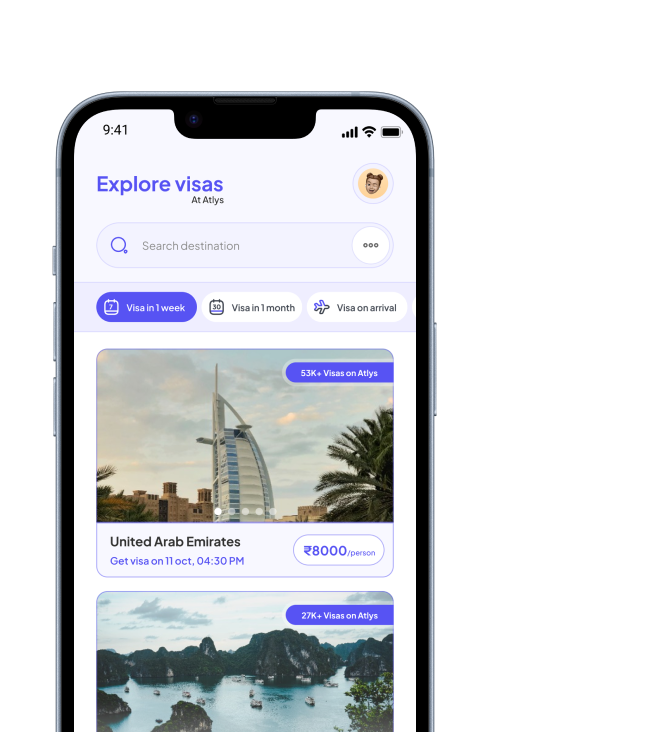 9:41
Explore visas
At Atlys
Search destination
7 Visa in 1 week
30 Visa in 1 month
Visa on arrival
53K+ Visas on Atlys
United Arab Emirates
Get visa on 11 oct, 04:30 PM
₹8000/person
27K+ Visas on Atlys